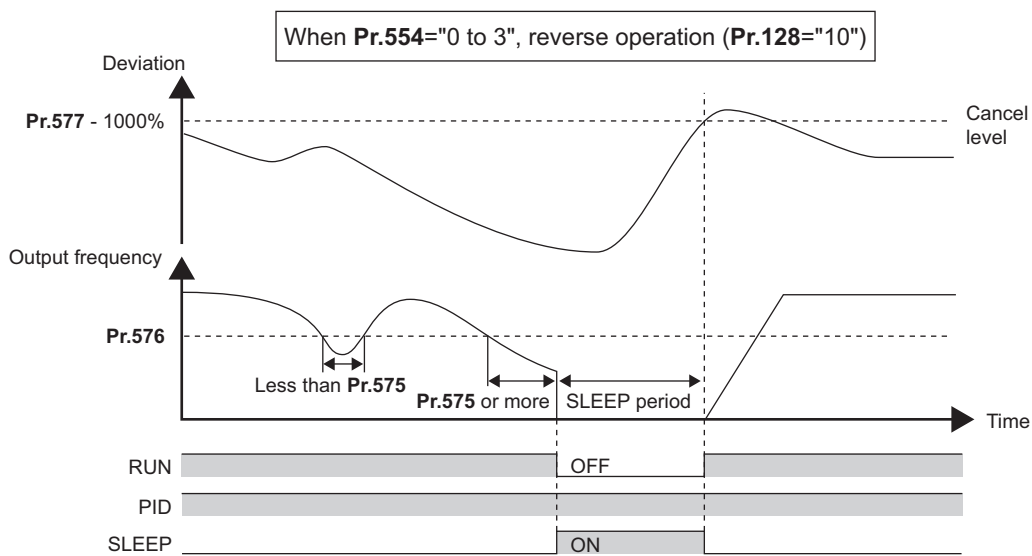 When Pr.554="0 to 3", reverse operation (Pr.128="10")
Deviation
Pr.577 - 1000%
Cancel
level
Output frequency
Pr.576
Less than Pr.575
Pr.575 or more
SLEEP period
Time
RUN
OFF
PID
SLEEP
ON